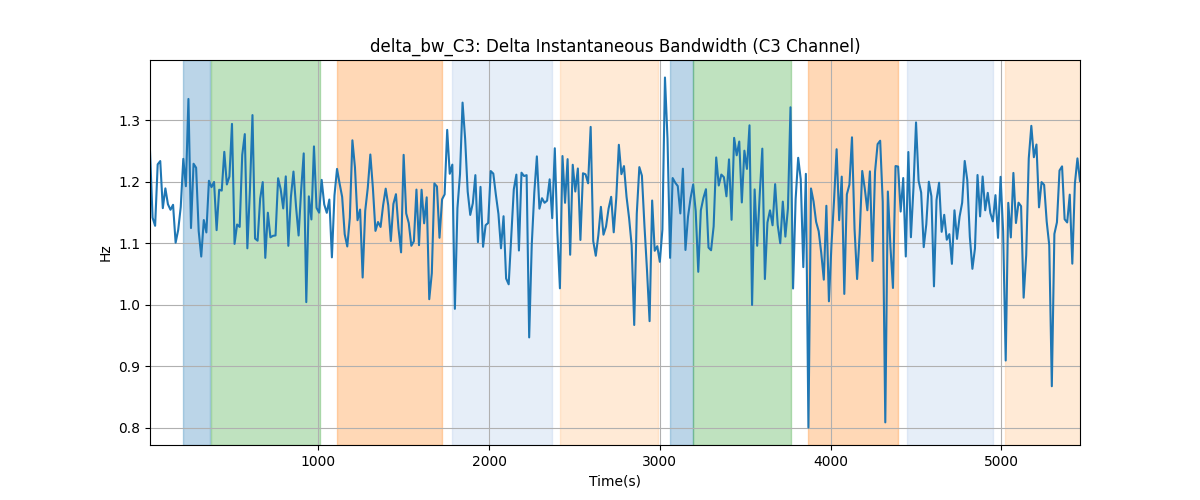 delta_bw_C3: Delta Instantaneous Bandwidth (C3 Channel)
Hz
1.3
1.2
1.1
1.0
0.9
0.8
1000 2000 3000 4000 5000
Time(s)